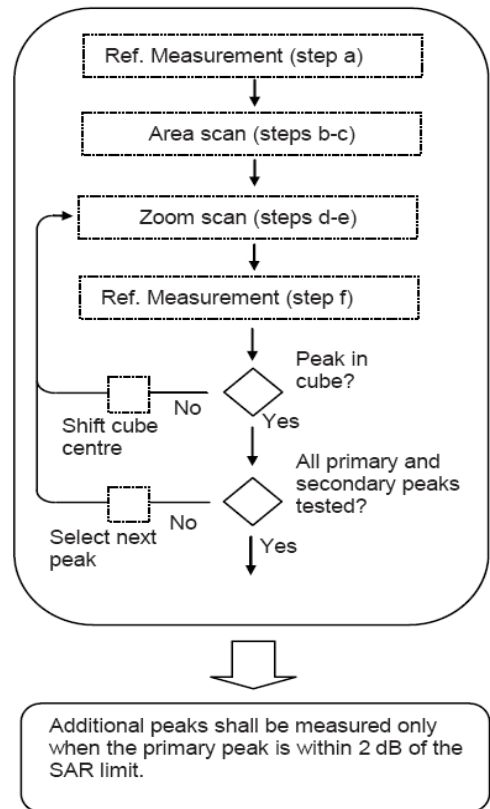 Ref. Measurement (step a)
Area scan (steps b-c)
Zoom scan (steps d-e)
Ref. Measurement (step f)
Peak in
cube?
No
Yes
Shift cube
centre
All primary and
secondary peaks
tested?
No
Yes
Select next
peak
Additional peaks shall be measured only
when the primary peak is within 2 dB of the
SAR limit.